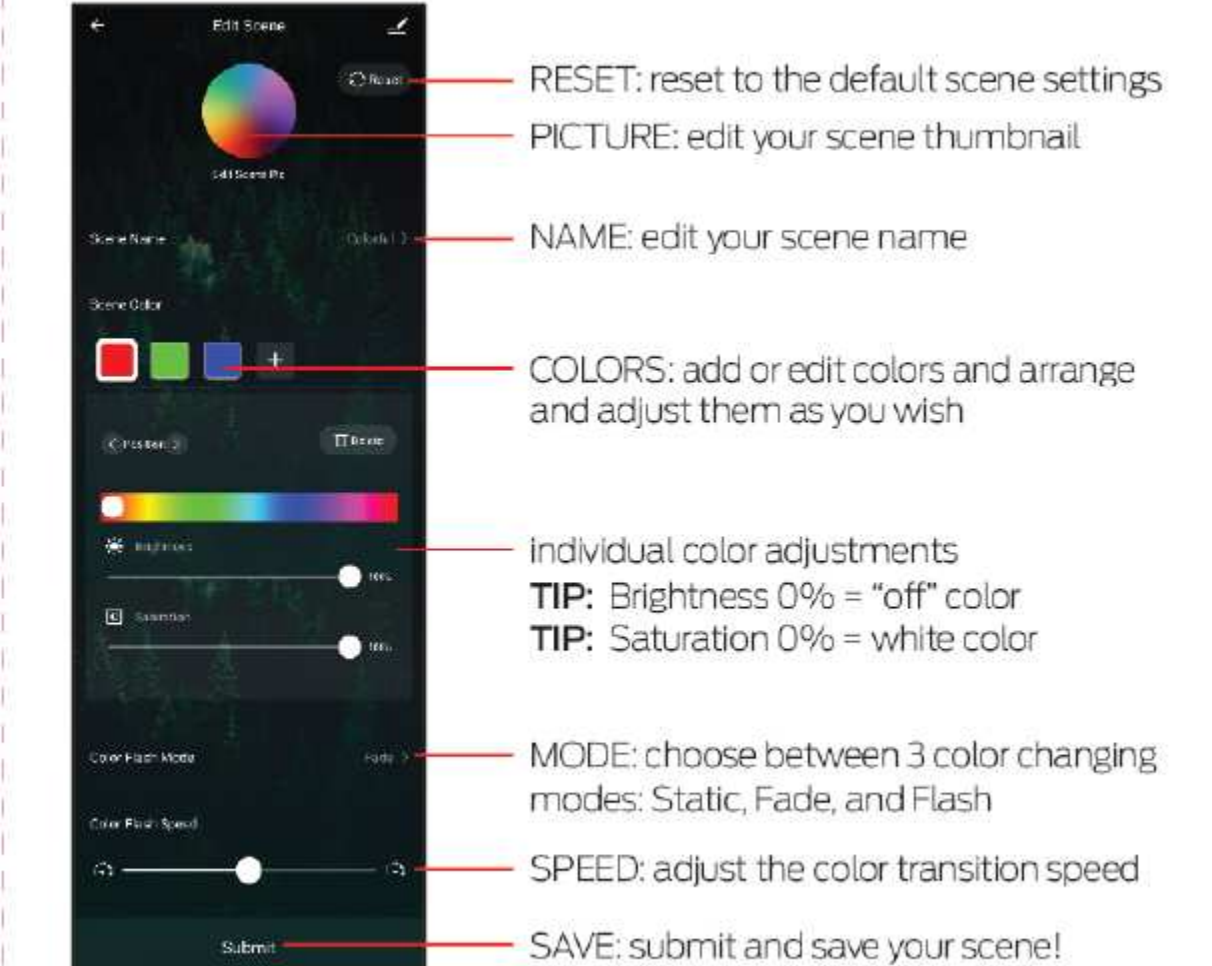 Edit Scene
Reset
RESET: reset to the default scene settings
PICTURE: edit your scene thumbnail
Edit Scene Pic
Scene Name
Colorful
NAME: edit your scene name
Scene Color
COLORS: add or edit colors and arrange
and adjust them as you wish
Position
Delete
individual color adjustments
Brightness
TIP: Brightness 0% = “off” color
100%
Saturation
TIP: Saturation 0% = white color
100%
Color Flash Mode
Fade
MODE: choose between 3 color changing
modes: Static, Fade, and Flash
Color Flash Speed
SPEED: adjust the color transition speed
Submit
SAVE: submit and save your scene!